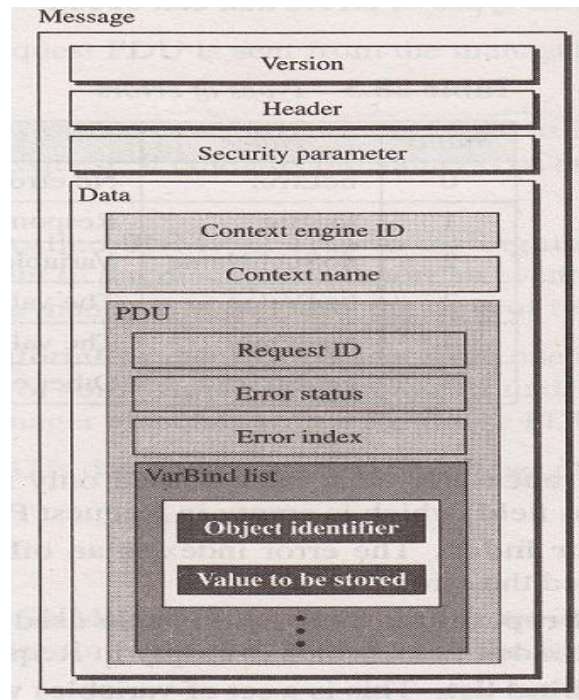 Message
Version
Header
Security parameter
Data
Context engine ID
Context name
PDU
Request ID
Error status
Error index
VarBind list
Object identifier
Value to be stored